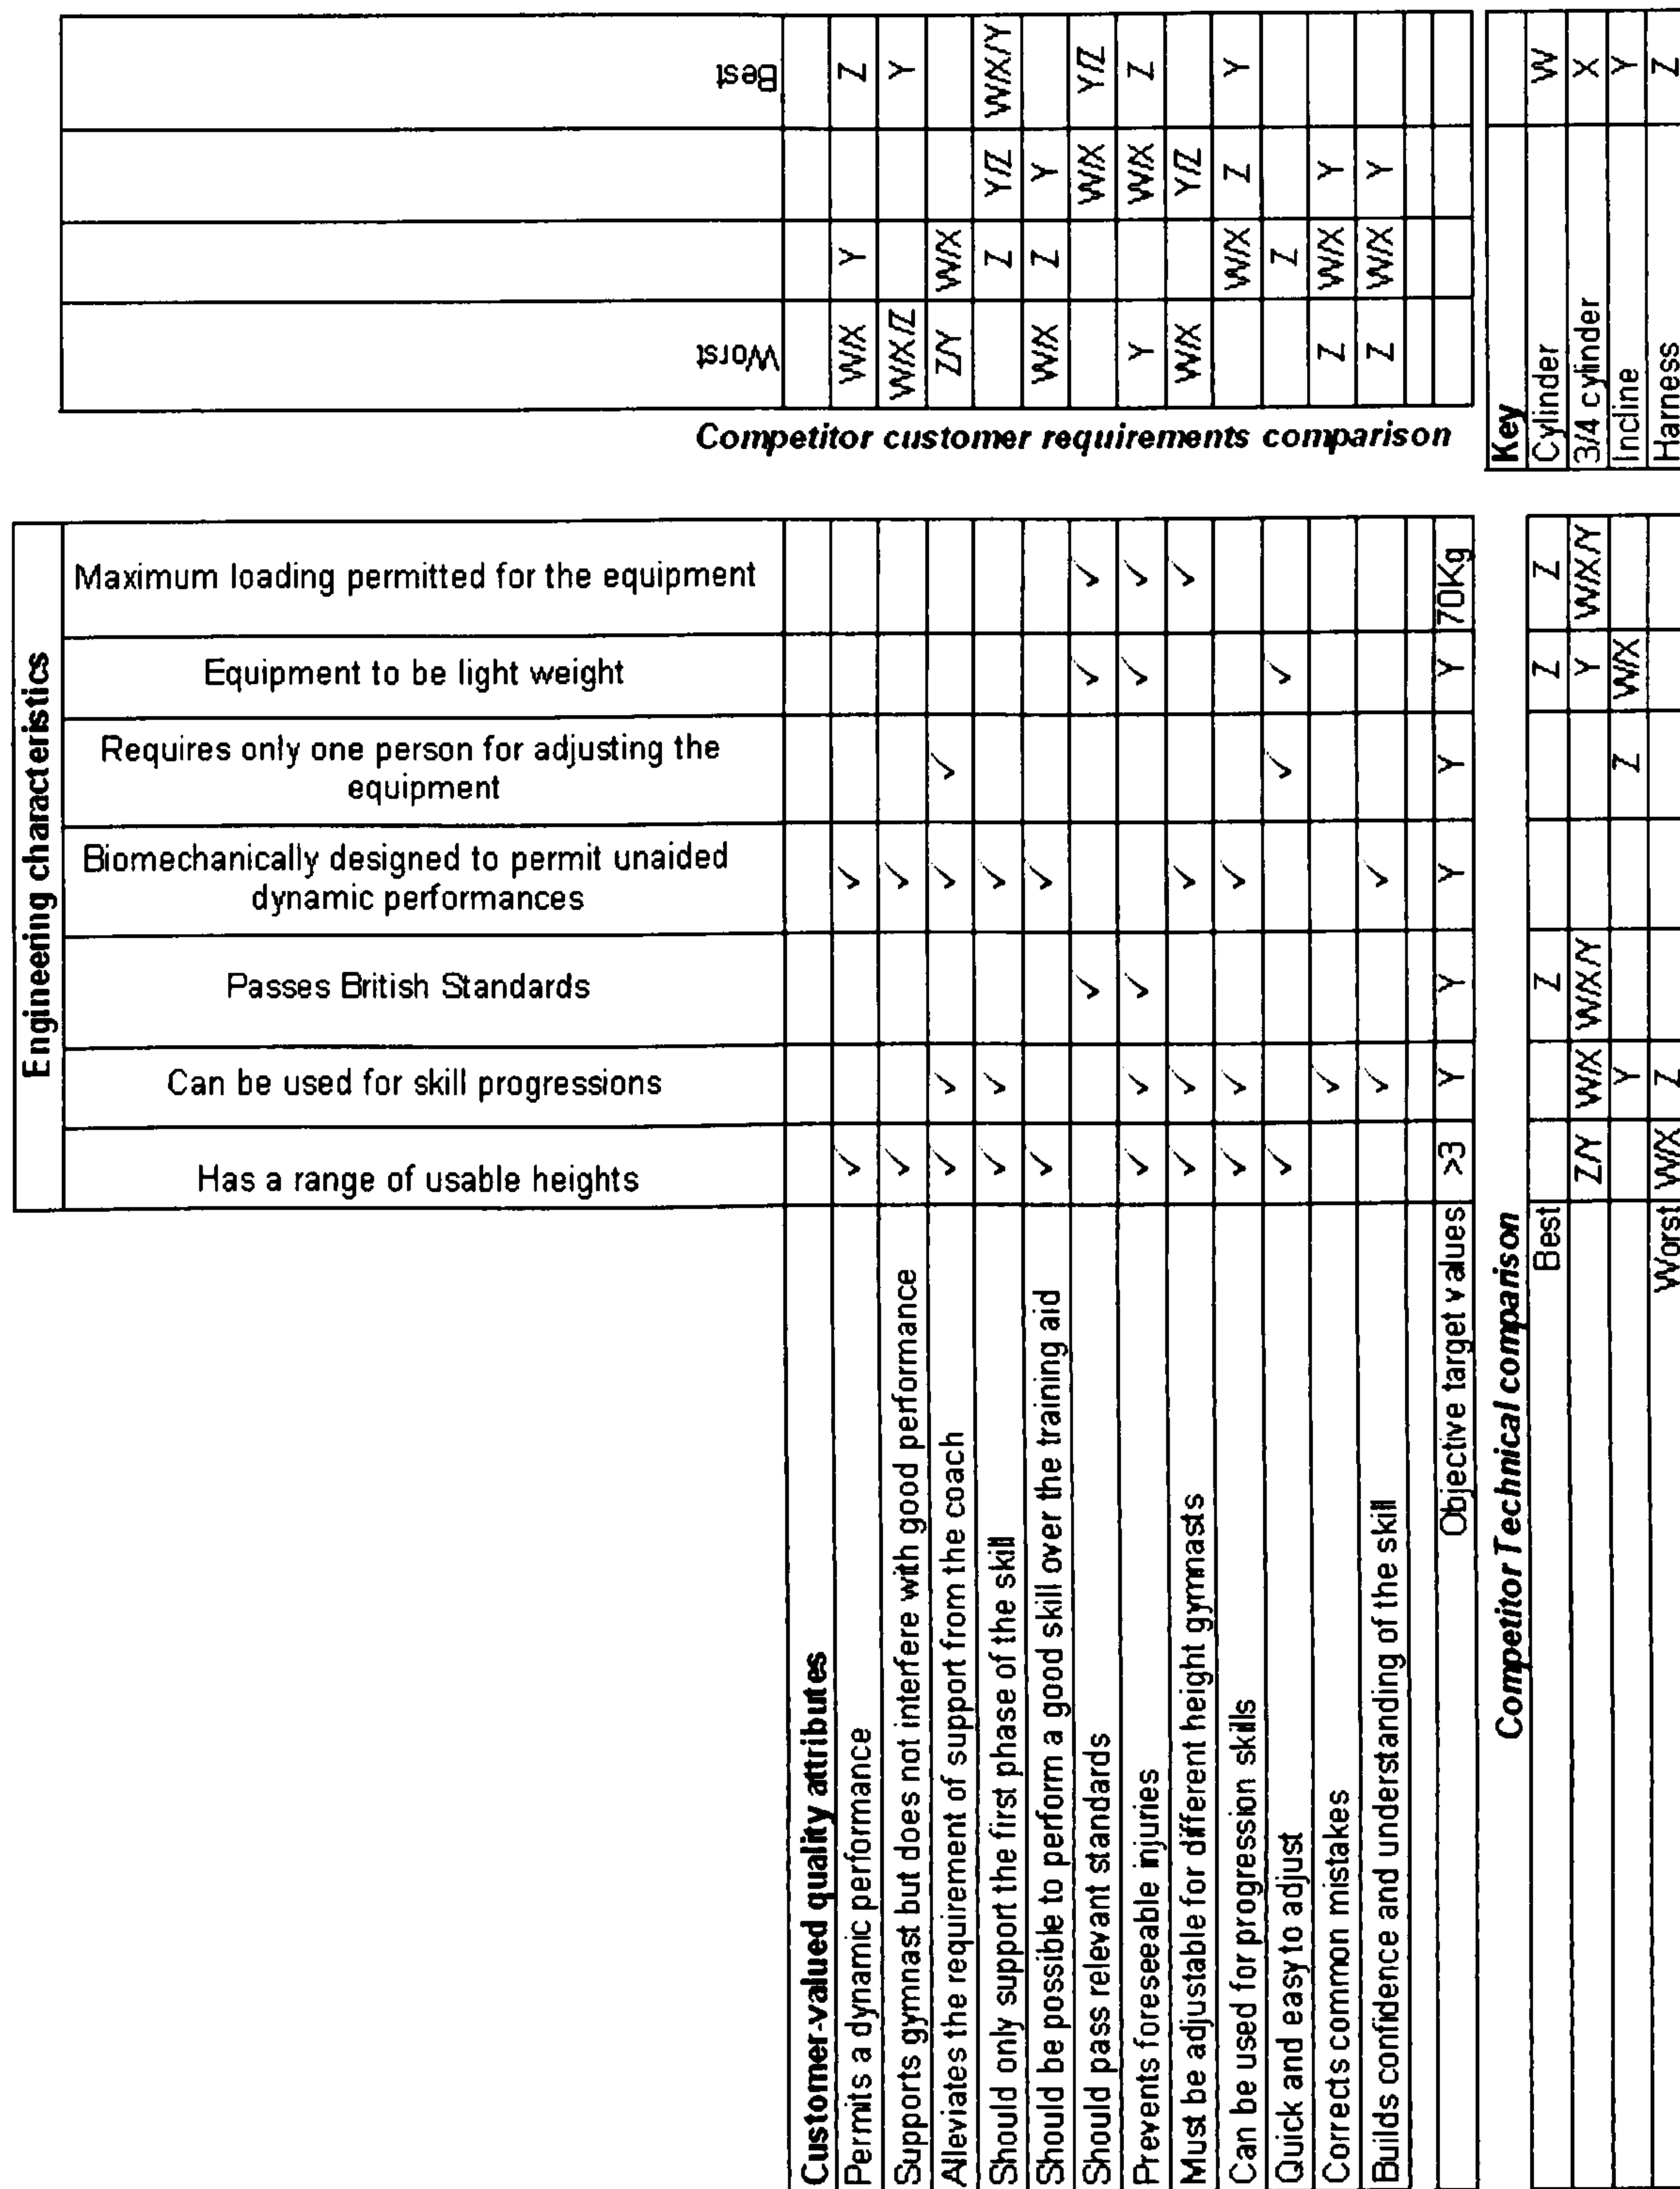 Engineering characteristics
Has a range of usable heights
Can be used for skill progressions
Passes British Standards
Biomechanically designed to permit unaided
dynamic performances
Requires only one person for adjusting the
equipment
Equipment to be light weight
Maximum loading permitted for the equipment
Competitor customer requirements comparison
Worst
Best
Customer-valued quality attributes
Permits a dynamic performance ✓ ✓ W/X Y Z
Supports gymnast but does not interfere with good performance ✓ ✓ W/X/Z Y
Alleviates the requirement of support from the coach ✓ ✓ ✓ ✓ Z/Y W/X
Should only support the first phase of the skill ✓ ✓ ✓ Z Y/Z W/X/Y
Should be possible to perform a good skill over the training aid ✓ ✓ W/X Z Y
Should pass relevant standards ✓ ✓ ✓ W/X Y/Z
Prevents foreseeable injuries ✓ ✓ ✓ ✓ ✓ Y W/X Z
Must be adjustable for different height gymnasts ✓ ✓ ✓ ✓ W/X Y/Z
Can be used for progression skills ✓ ✓ ✓ W/X Z Y
Quick and easy to adjust ✓ ✓ ✓ Z
Corrects common mistakes ✓ Z W/X Y
Builds confidence and understanding of the skill ✓ ✓ Z W/X Y
Objective target values >3 Y Y Y Y Y 70Kg
Competitor Technical comparison
Best Z Z Z
Z/Y W/X W/X/Y Y W/X/Y
Y Z W/X
Worst W/X Z
Key
Cylinder W
3/4 cylinder X
Incline Y
Harness Z